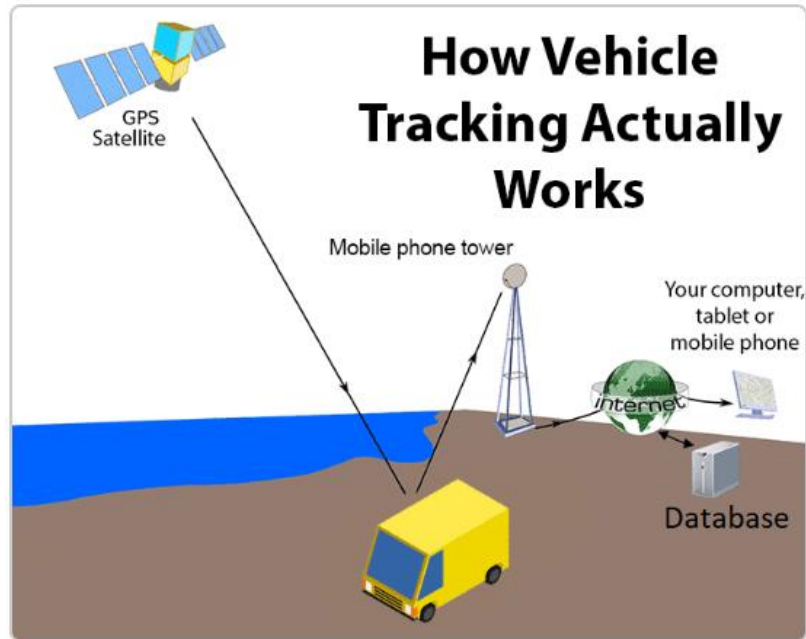 How Vehicle
Tracking Actually
Works
GPS
Satellite
Mobile phone tower
Your computer,
tablet or
mobile phone
internet
Database